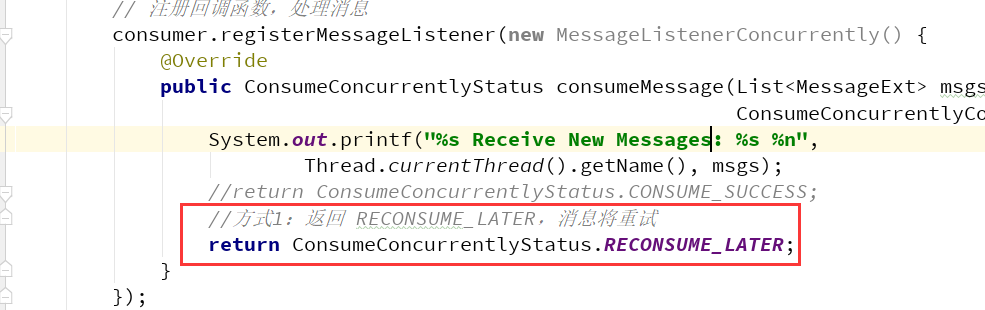 // 注册回调函数，处理消息
consumer.registerMessageListener(new MessageListenerConcurrently() {
@Override
public ConsumeConcurrentlyStatus consumeMessage(List<MessageExt> msgs
ConsumeConcurrentlyCo
System.out.printf("%s Receive New Messages: %s %n",
Thread.currentThread().getName(), msgs);
//return ConsumeConcurrentlyStatus.CONSUME_SUCCESS;
//方式1：返回 RECONSUME_LATER，消息将重试
return ConsumeConcurrentlyStatus.RECONSUME_LATER;
}
});